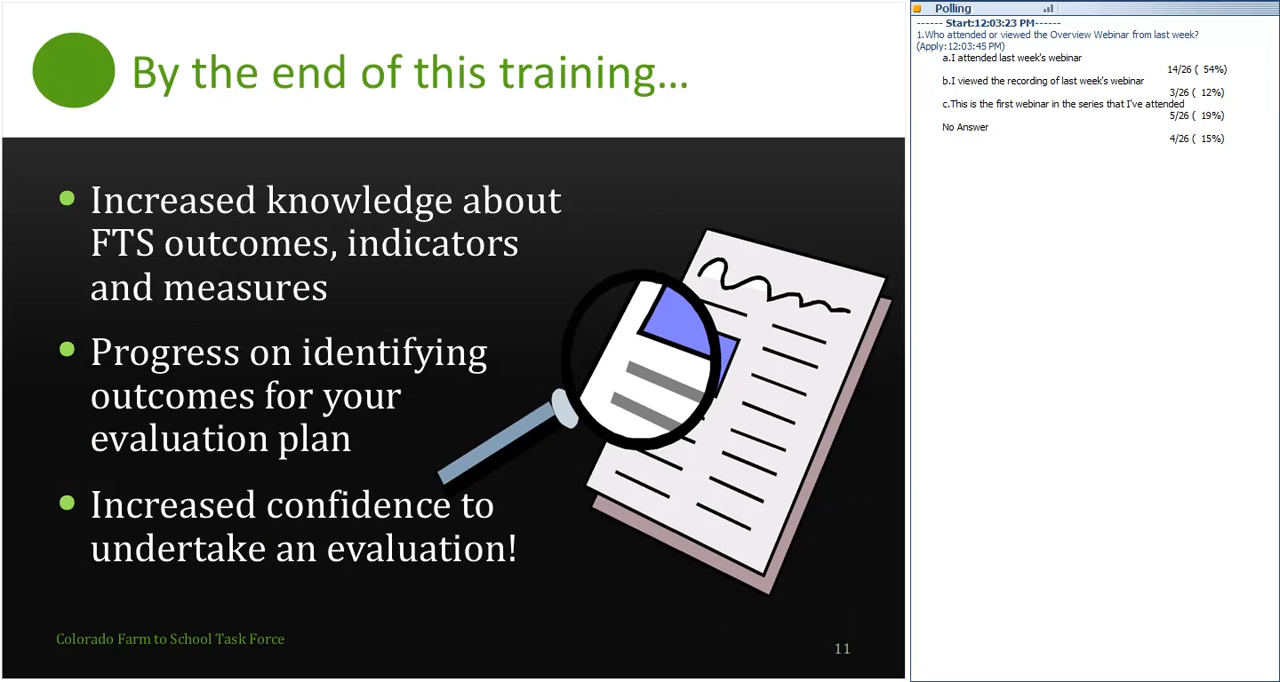 By the end of this training...
Increased knowledge about
FTS outcomes, indicators
and measures
Progress on identifying
outcomes for your
evaluation plan
Increased confidence to
undertake an evaluation!
Colorado Farm to School Task Force
11
Polling
------ Start:12:03:23 PM------
1.Who attended or viewed the Overview Webinar from last week?
(Apply:12:03:45 PM)
a.I attended last week's webinar
14/26 ( 54%)
b.I viewed the recording of last week's webinar
3/26 ( 12%)
c.This is the first webinar in the series that I've attended
5/26 ( 19%)
No Answer
4/26 ( 15%)